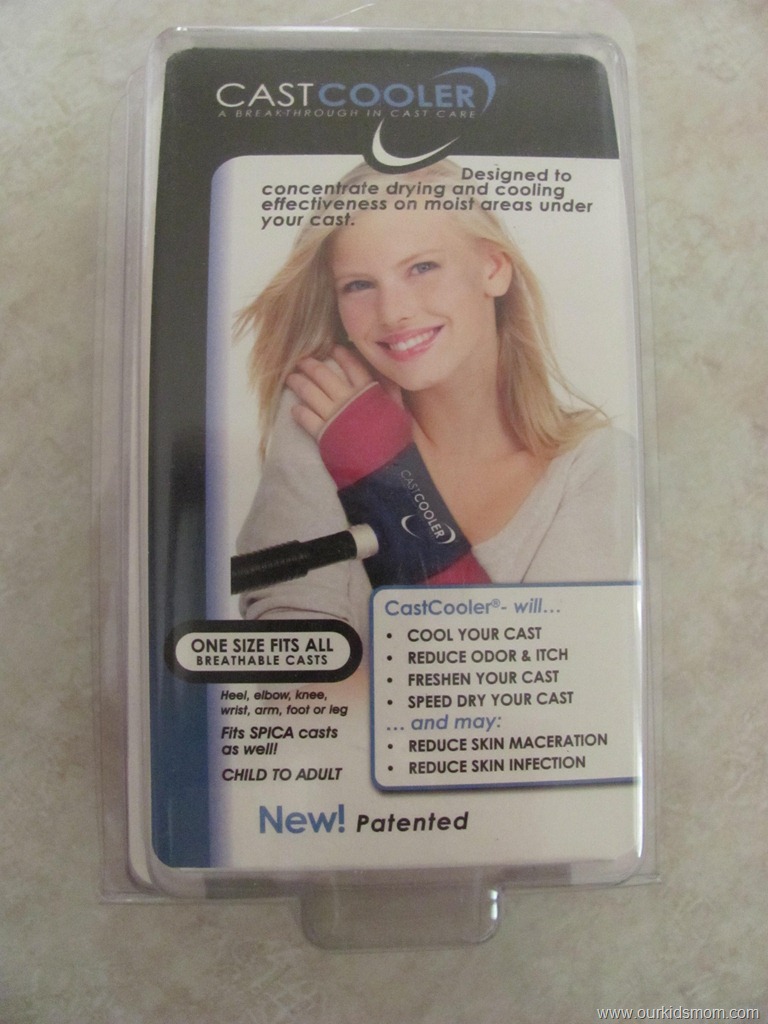 CASTCOOLER®
A BREAKTHROUGH IN CAST CARE
Designed to
concentrate drying and cooling
effectiveness on moist areas under
your cast.
CASTCOOLER
CastCooler®- will...
• COOL YOUR CAST
• REDUCE ODOR & ITCH
• FRESHEN YOUR CAST
• SPEED DRY YOUR CAST
... and may:
• REDUCE SKIN MACERATION
• REDUCE SKIN INFECTION
ONE SIZE FITS ALL
BREATHABLE CASTS
Heel, elbow, knee,
wrist, arm, foot or leg
Fits SPICA casts
as well!
CHILD TO ADULT
New! Patented
www.ourkidsmom.com